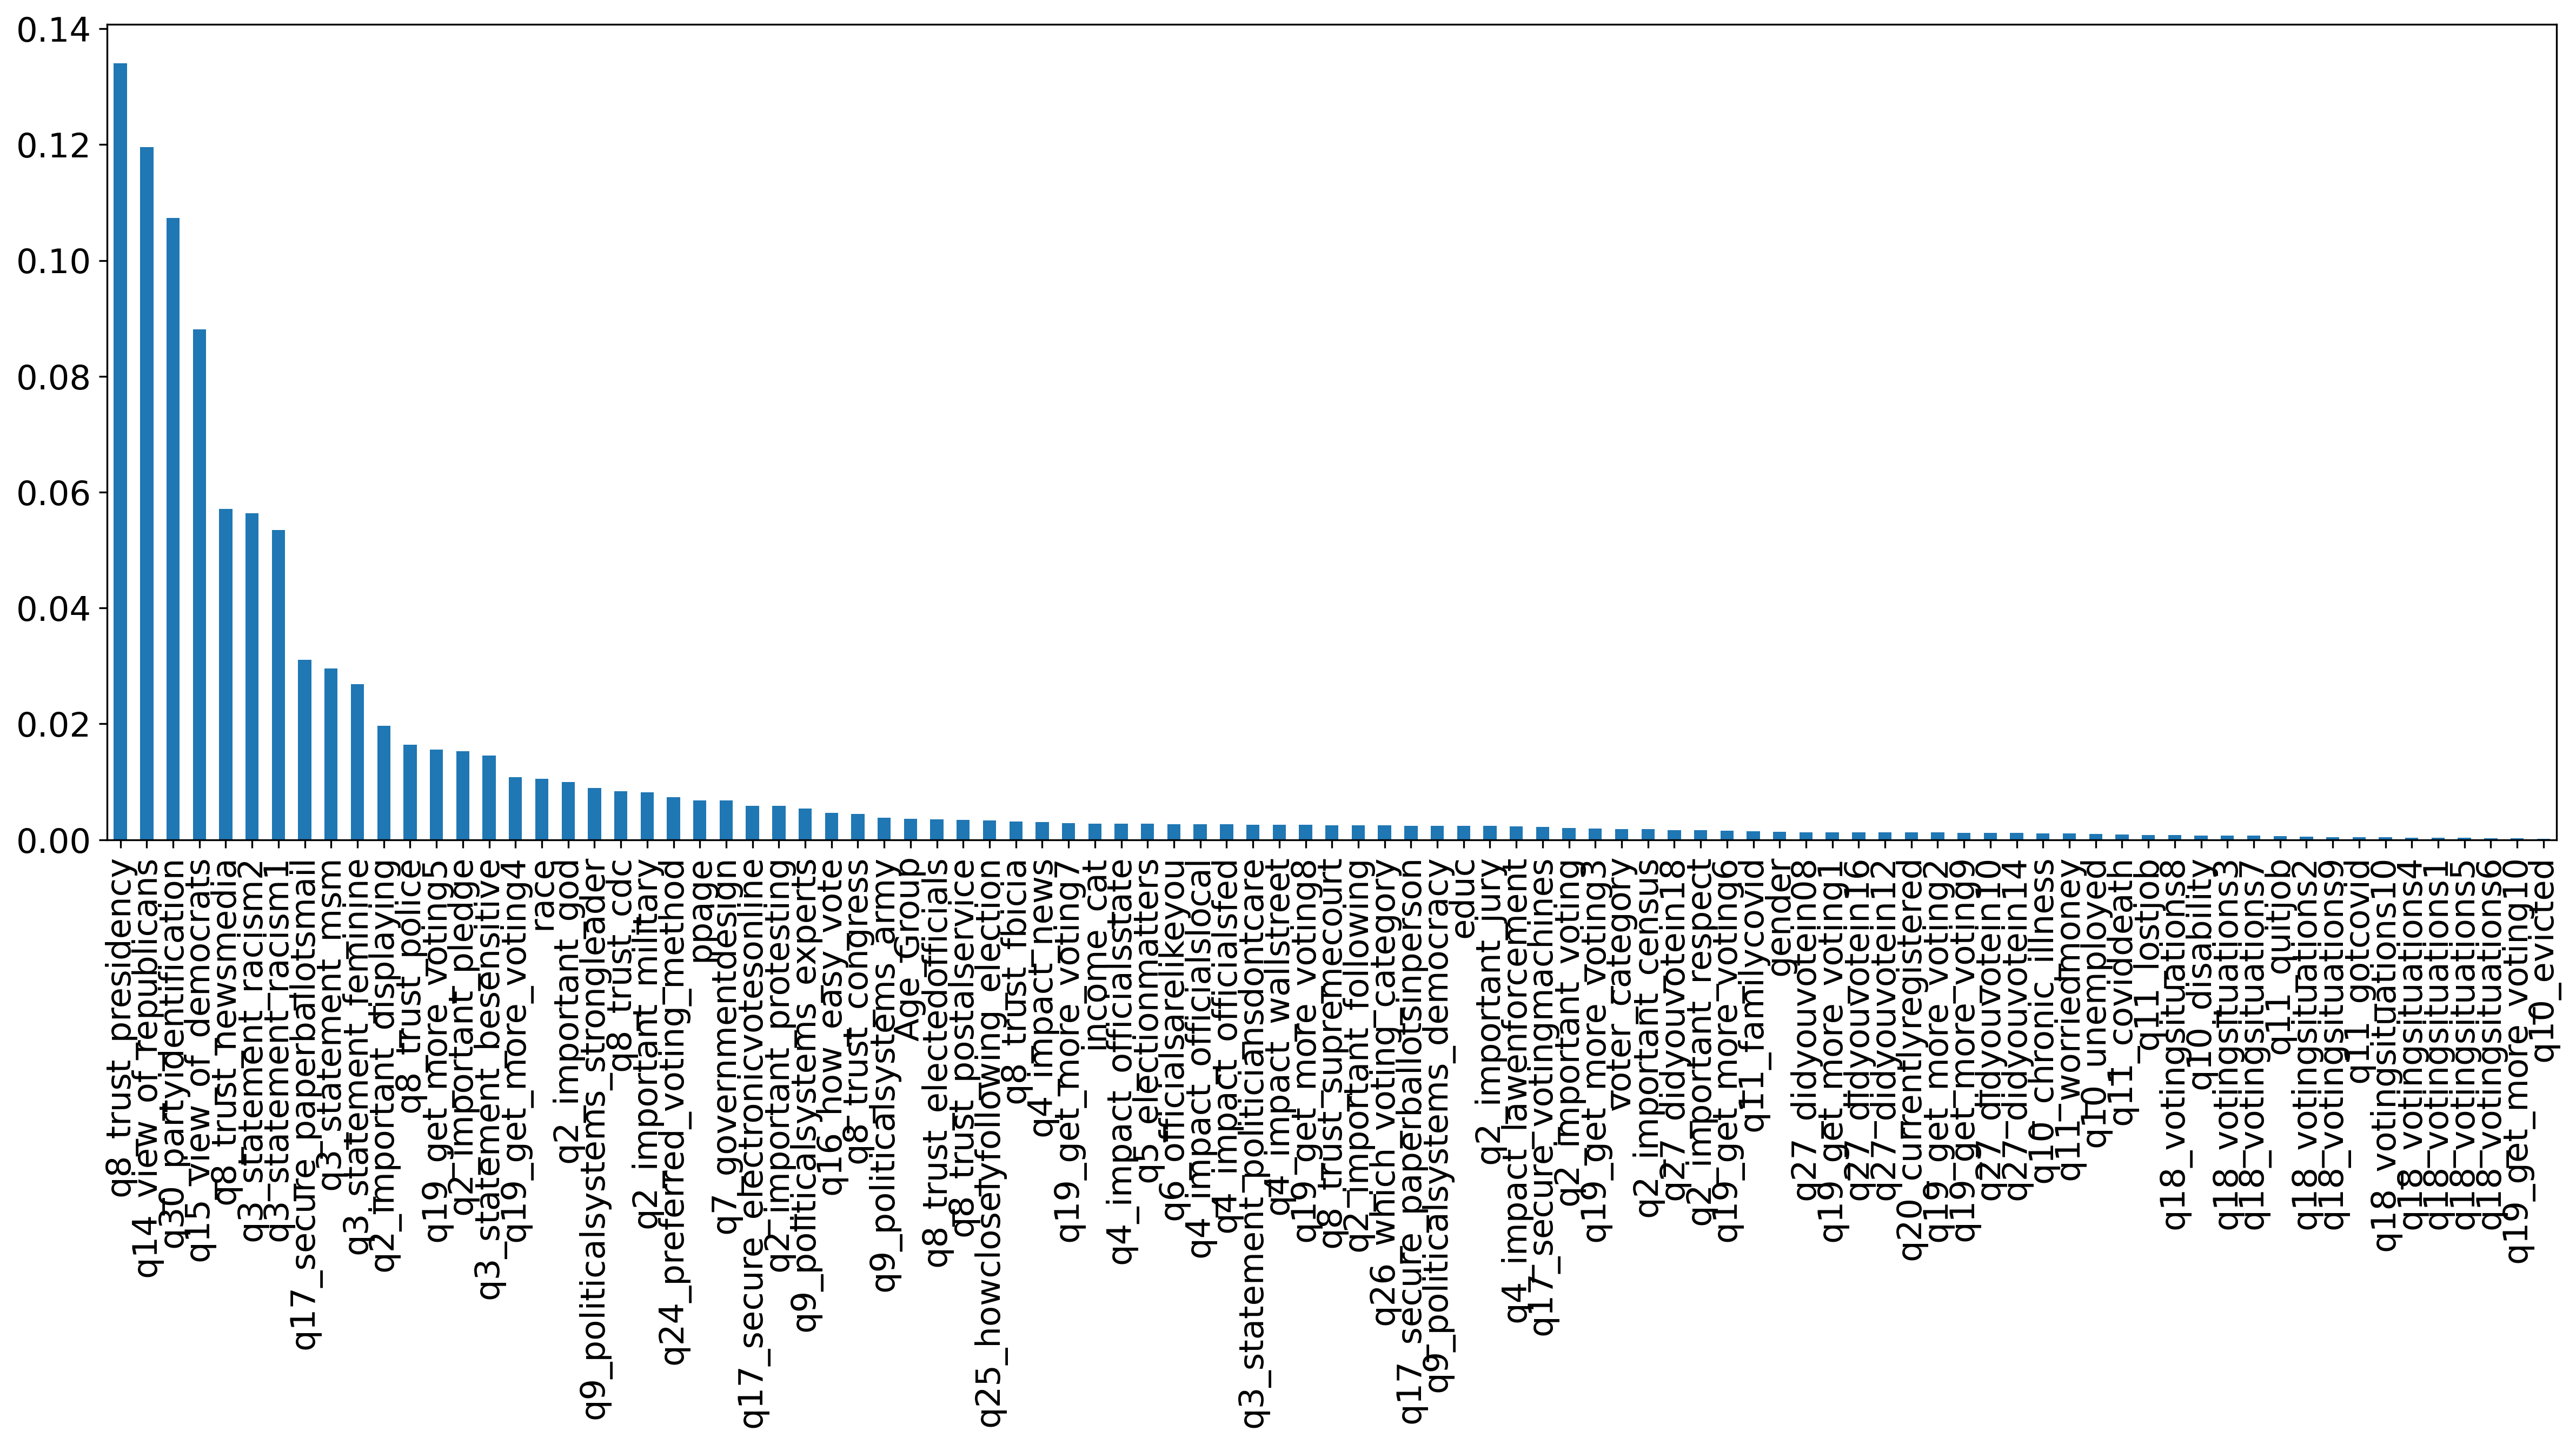 0.14
0.12
0.10
0.08
0.06
0.04
0.02
0.00
q8_trust_presidency
q14_view_of_republicans
q30_partyidentification
q15_view_of_democrats
q8_trust_newsmedia
q3_statement_racism2
q3_statement_racism1
q17_secure_paperballotsmail
q3_statement_msm
q3_statement_feminine
q2_important_displaying
q8_trust_police
q19_get_more_voting5
q2_important_pledge
q3_statement_besensitive
q19_get_more_voting4
race
q2_important_god
q9_politicalsystems_strongleader
q8_trust_cdc
q2_important_military
q24_preferred_voting_method
ppage
q7_governmentdesign
q17_secure_electronicvotesonline
q2_important_protesting
q9_politicalsystems_experts
q16_how_easy_vote
q8_trust_congress
q9_politicalsystems_army
Age_Group
q8_trust_electedofficials
q8_trust_postalservice
q25_howcloselyfollowing_election
q8_trust_fbicia
q4_impact_news
q19_get_more_voting7
income_cat
q4_impact_officialsstate
q5_electionmatters
q6_officialsarelikeyou
q4_impact_officialslocal
q4_impact_officialsfed
q3_statement_politiciansdontcare
q4_impact_wallstreet
q19_get_more_voting8
q8_trust_supremecourt
q2_important_following
q26_which_voting_category
q17_secure_paperballotsinperson
q9_politicalsystems_democracy
educ
q2_important_jury
q4_impact_lawenforcement
q17_secure_votingmachines
q2_important_voting
q19_get_more_voting3
voter_category
q2_important_census
q27_didyouvotein18
q2_important_respect
q19_get_more_voting6
q11_familycovid
gender
q27_didyouvotein08
q19_get_more_voting1
q27_didyouvotein16
q27_didyouvotein12
q20_currentlyregistered
q19_get_more_voting2
q19_get_more_voting9
q27_didyouvotein10
q27_didyouvotein14
q10_chronic_illness
q11_worriedmoney
q10_unemployed
q11_coviddeath
q11_lostjob
q18_votingsituations8
q10_disability
q18_votingsituations3
q18_votingsituations7
q11_quitjob
q18_votingsituations2
q18_votingsituations9
q11_gotcovid
q18_votingsituations10
q18_votingsituations4
q18_votingsituations1
q18_votingsituations5
q18_votingsituations6
q19_get_more_voting10
q10_evicted